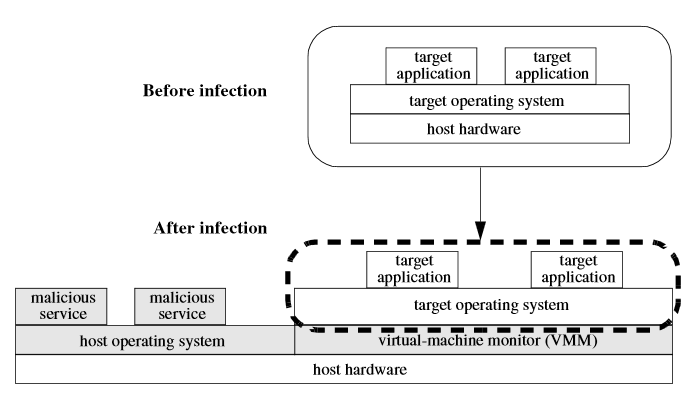 target
application
target
application
Before infection
target operating system
host hardware
After infection
target
application
target
application
malicious
service
malicious
service
target operating system
host operating system
virtual-machine monitor (VMM)
host hardware